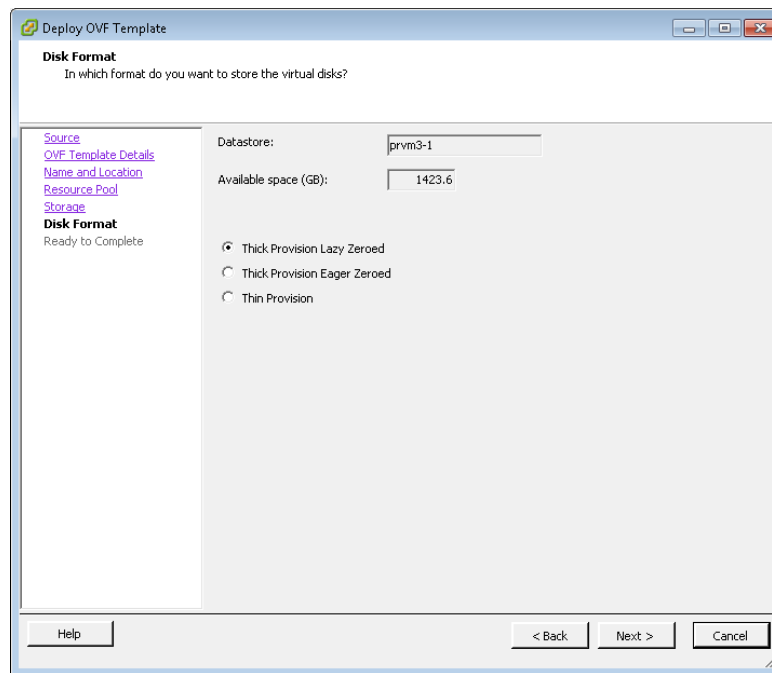 Deploy OVF Template
Disk Format
In which format do you want to store the virtual disks?
Source
OVF Template Details
Name and Location
Resource Pool
Storage
Disk Format
Ready to Complete
Datastore: prvm3-1
Available space (GB): 1423.6
Thick Provision Lazy Zeroed
Thick Provision Eager Zeroed
Thin Provision
Help
< Back
Next >
Cancel